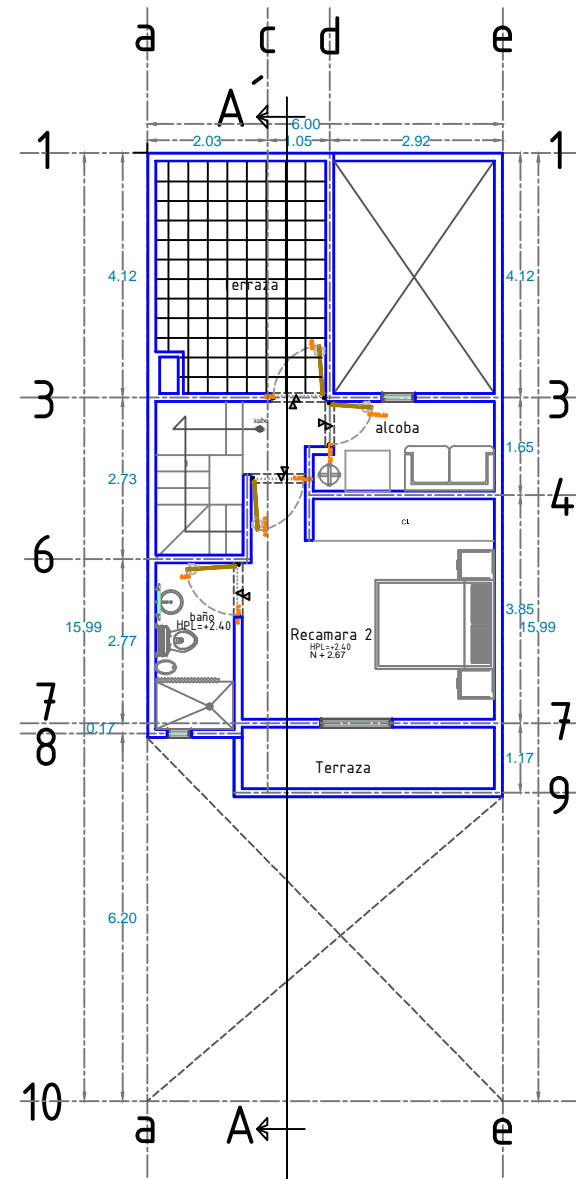 a c d e
A´
6.00
2.03 1.05 2.92
1 1
4.12 Terraza 4.12
3 3
sube alcoba
1.65
2.73
4
CL
6
baño
HPL=+2.40
15.99 2.77 Recamara 2 3.85 15.99
HPL=+2.40
N + 2.67
7 7
0.17
8
Terraza 1.17
9
6.20
10
a A e